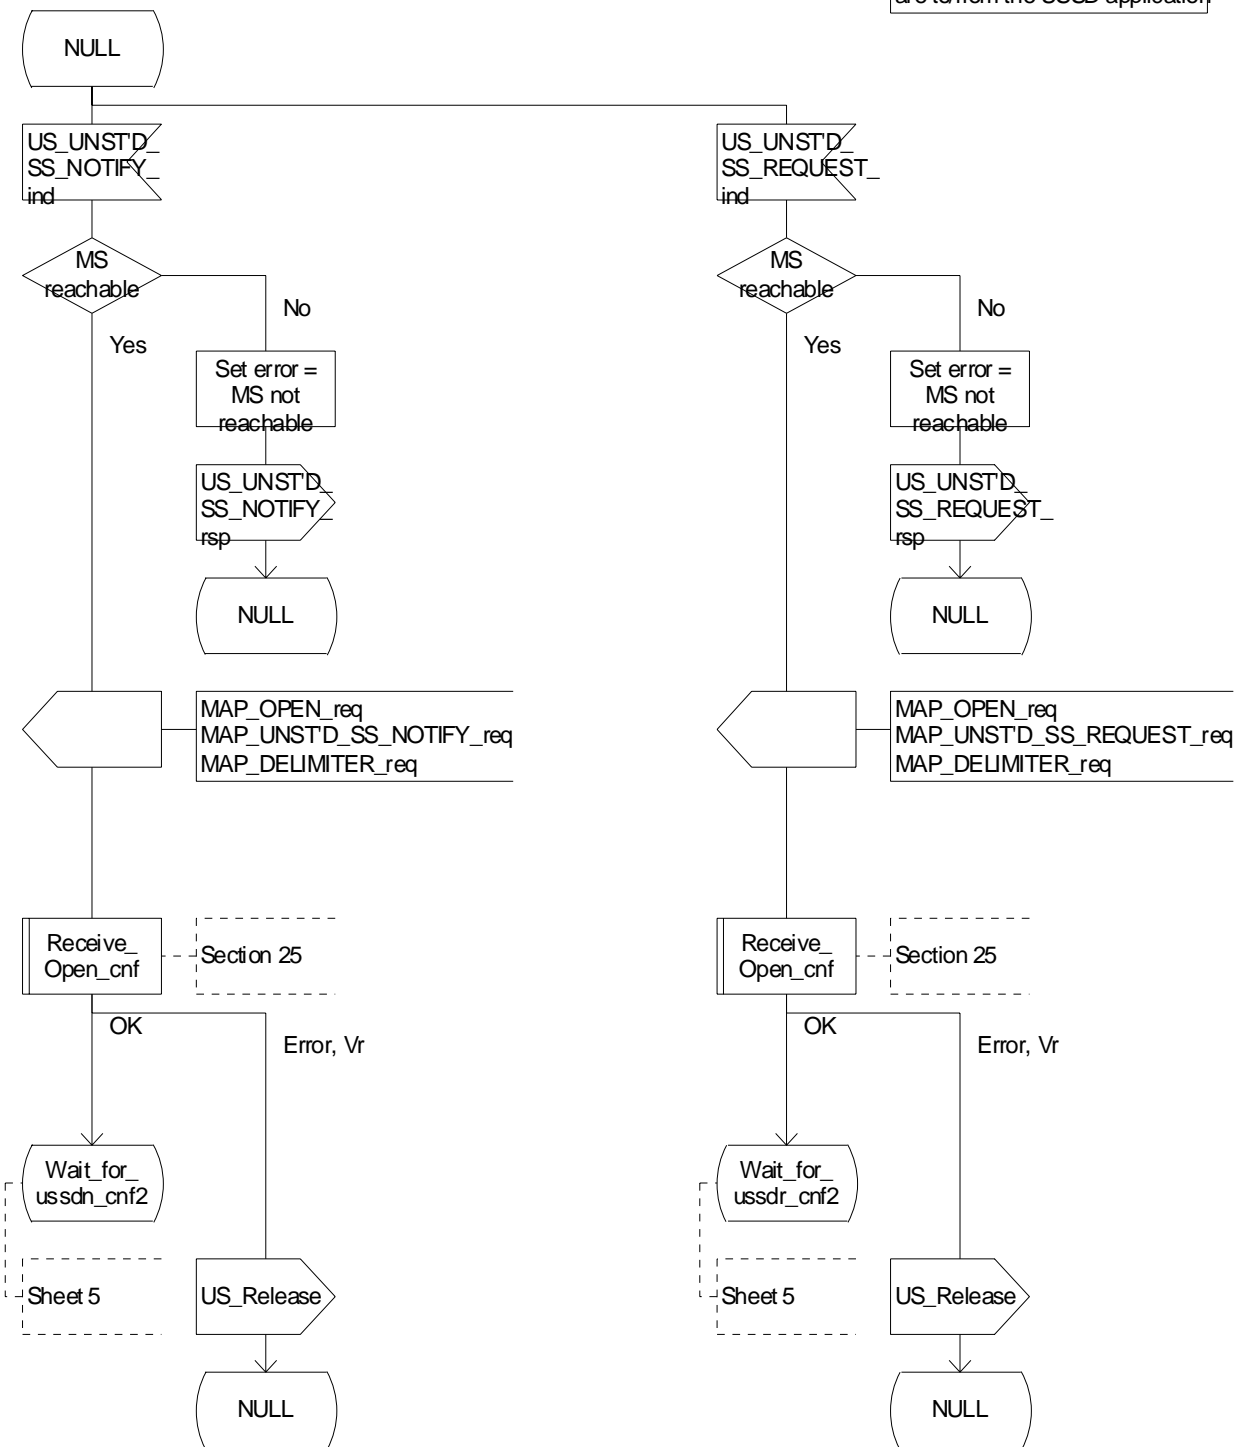 are to/from the USSD application
NULL
US_UNST'D_
SS_NOTIFY_
ind
US_UNST'D_
SS_REQUEST_
ind
MS
reachable
No
Yes
MS
reachable
No
Yes
Set error =
MS not
reachable
Set error =
MS not
reachable
US_UNST'D_
SS_NOTIFY_
rsp
US_UNST'D_
SS_REQUEST_
rsp
NULL
NULL
MAP_OPEN_req
MAP_UNST'D_SS_NOTIFY_req
MAP_DELIMITER_req
MAP_OPEN_req
MAP_UNST'D_SS_REQUEST_req
MAP_DELIMITER_req
Receive_
Open_cnf
Section 25
Receive_
Open_cnf
Section 25
OK
Error, Vr
OK
Error, Vr
Wait_for_
ussdn_cnf2
Wait_for_
ussdr_cnf2
Sheet 5
US_Release
Sheet 5
US_Release
NULL
NULL